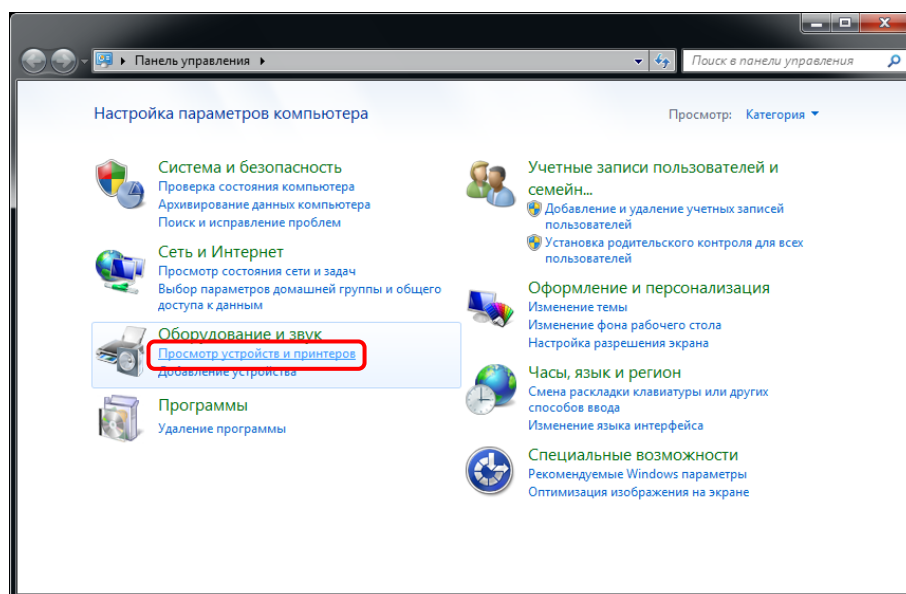 Панель управления
Поиск в панели управления
Настройка параметров компьютера
Просмотр: Категория
Система и безопасность
Проверка состояния компьютера
Архивирование данных компьютера
Поиск и исправление проблем
Сеть и Интернет
Просмотр состояния сети и задач
Выбор параметров домашней группы и общего
доступа к данным
Оборудование и звук
Просмотр устройств и принтеров
Добавление устройства
Программы
Удаление программы
Учетные записи пользователей и
семейн...
Добавление и удаление учетных записей
пользователей
Установка родительского контроля для всех
пользователей
Оформление и персонализация
Изменение темы
Изменение фона рабочего стола
Настройка разрешения экрана
Часы, язык и регион
Смена раскладки клавиатуры или других
способов ввода
Изменение языка интерфейса
Специальные возможности
Рекомендуемые Windows параметры
Оптимизация изображения на экране